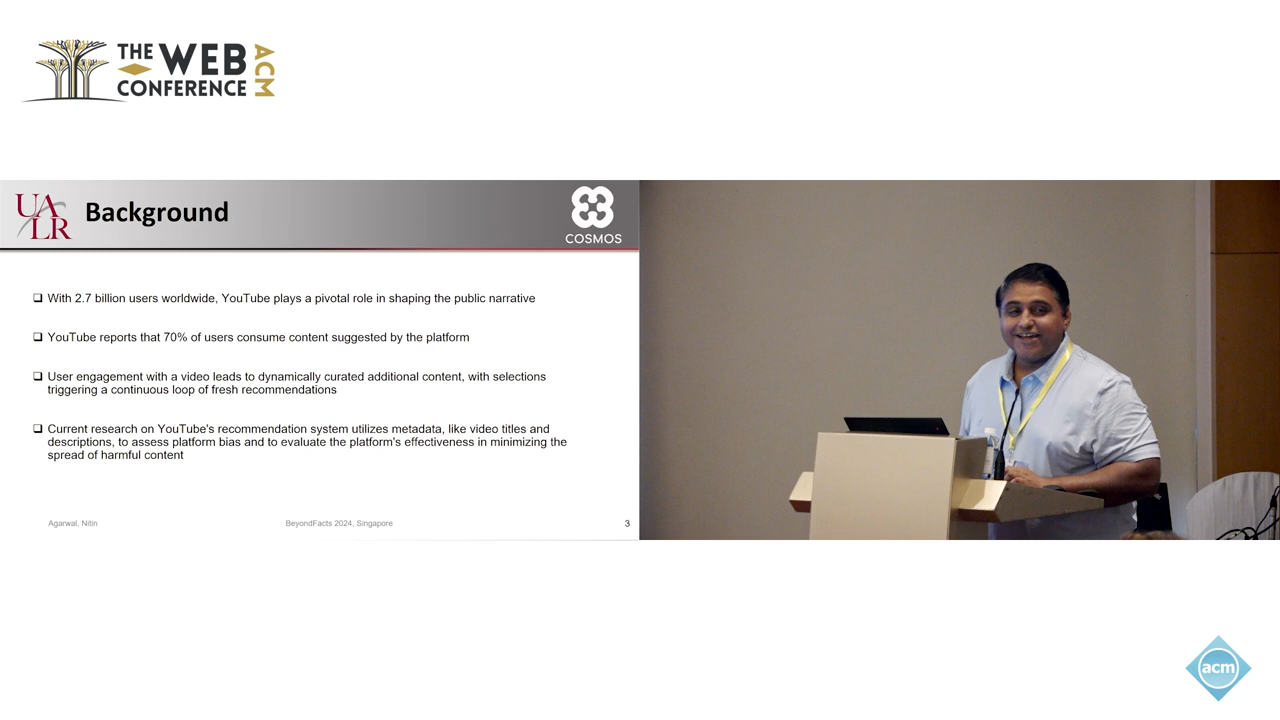 THE WEB
CONFERENCE
ACM
UA
LR
Background
COSMOS
❑ With 2.7 billion users worldwide, YouTube plays a pivotal role in shaping the public narrative
❑ YouTube reports that 70% of users consume content suggested by the platform
❑ User engagement with a video leads to dynamically curated additional content, with selections
triggering a continuous loop of fresh recommendations
❑ Current research on YouTube's recommendation system utilizes metadata, like video titles and
descriptions, to assess platform bias and to evaluate the platform's effectiveness in minimizing the
spread of harmful content
Agarwal, Nitin
BeyondFacts 2024, Singapore
3
acm